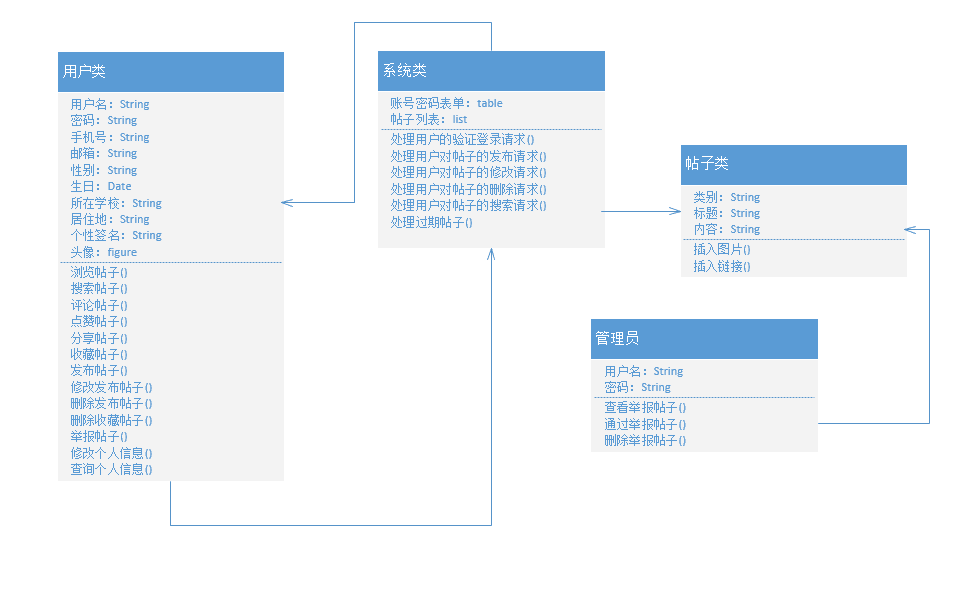 用户类
用户名：String
密码：String
手机号：String
邮箱：String
性别：String
生日：Date
所在学校：String
居住地：String
个性签名：String
头像：figure
浏览帖子()
搜索帖子()
评论帖子()
点赞帖子()
分享帖子()
收藏帖子()
发布帖子()
修改发布帖子()
删除发布帖子()
删除收藏帖子()
举报帖子()
修改个人信息()
查询个人信息()
系统类
账号密码表单：table
帖子列表：list
处理用户的验证登录请求()
处理用户对帖子的发布请求()
处理用户对帖子的修改请求()
处理用户对帖子的删除请求()
处理用户对帖子的搜索请求()
处理过期帖子()
帖子类
类别：String
标题：String
内容：String
插入图片()
插入链接()
管理员
用户名：String
密码：String
查看举报帖子()
通过举报帖子()
删除举报帖子()